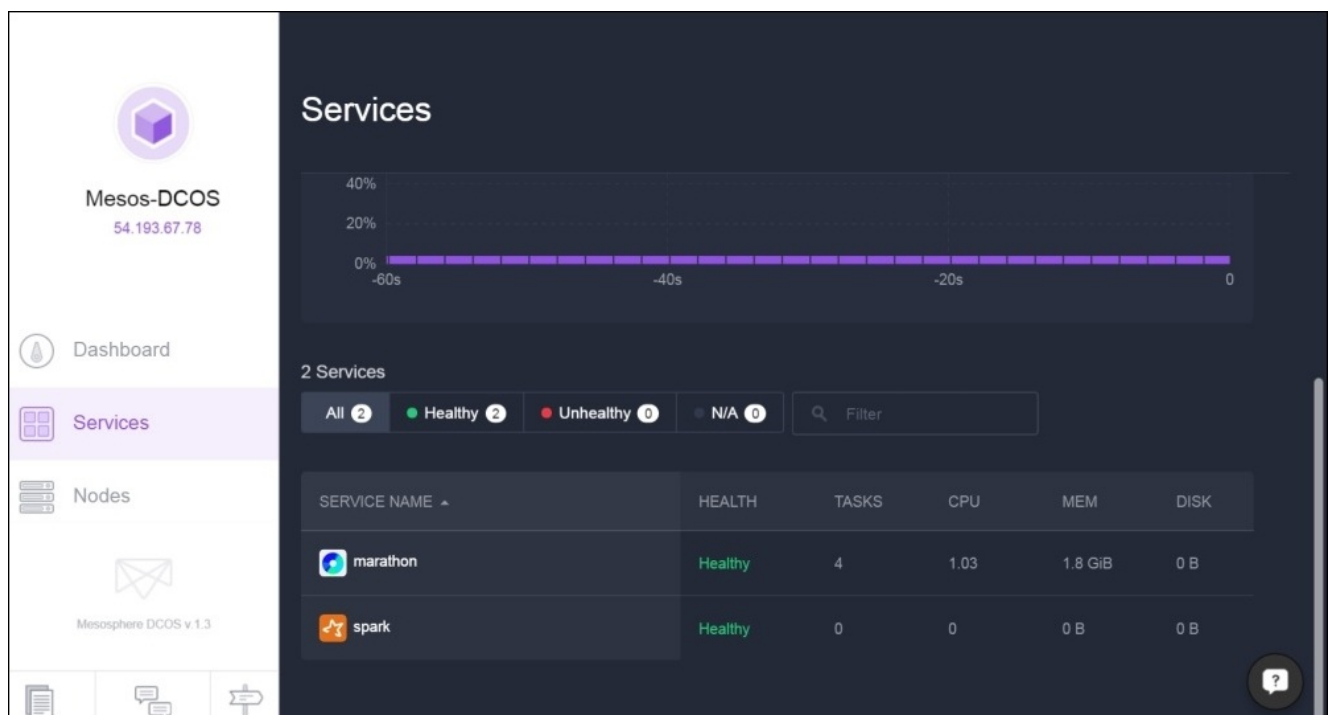 Mesos-DCOS
54.193.67.78
Dashboard
Services
Nodes
Mesosphere DCOS v.1.3
Services
40%
20%
0%
-60s -40s -20s 0
2 Services
All 2 Healthy 2 Unhealthy 0 N/A 0 Filter
SERVICE NAME HEALTH TASKS CPU MEM DISK
marathon Healthy 4 1.03 1.8 GiB 0 B
spark Healthy 0 0 0 B 0 B
?